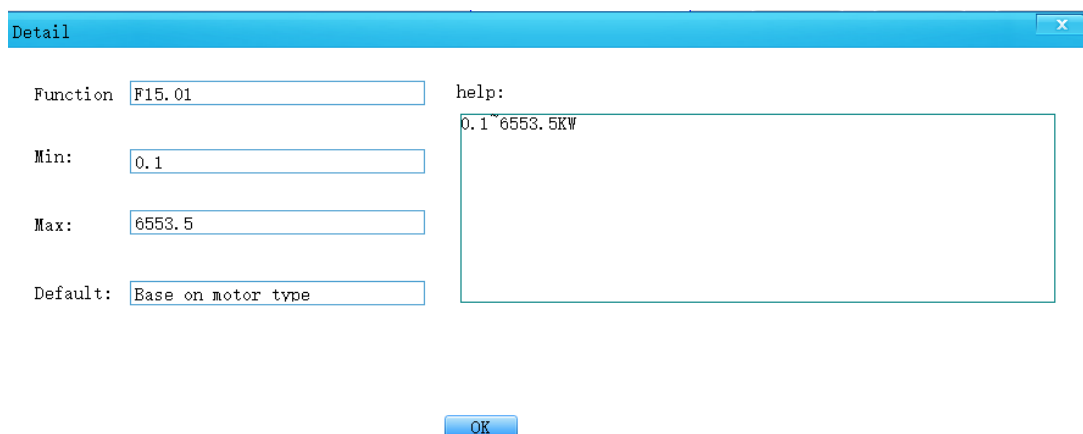 Detail
x
Function F15.01
Min: 0.1
Max: 6553.5
Default: Base on motor type
help:
0.1~6553.5KW
OK